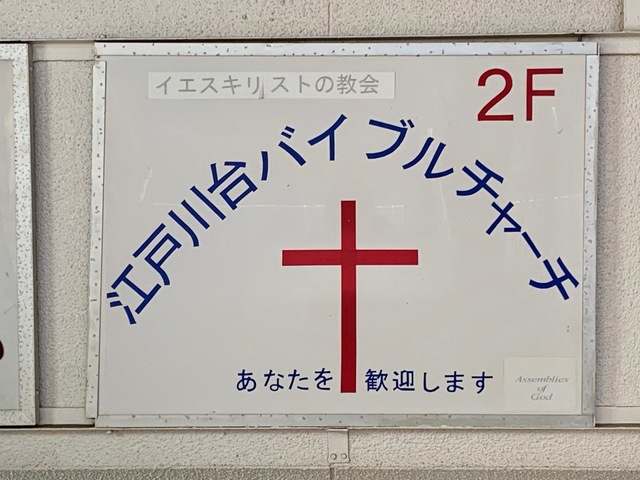 イエスキリストの教会
2F
江戸川台バイブルチャーチ
あなたを 歓迎します
Assemblies
of
God